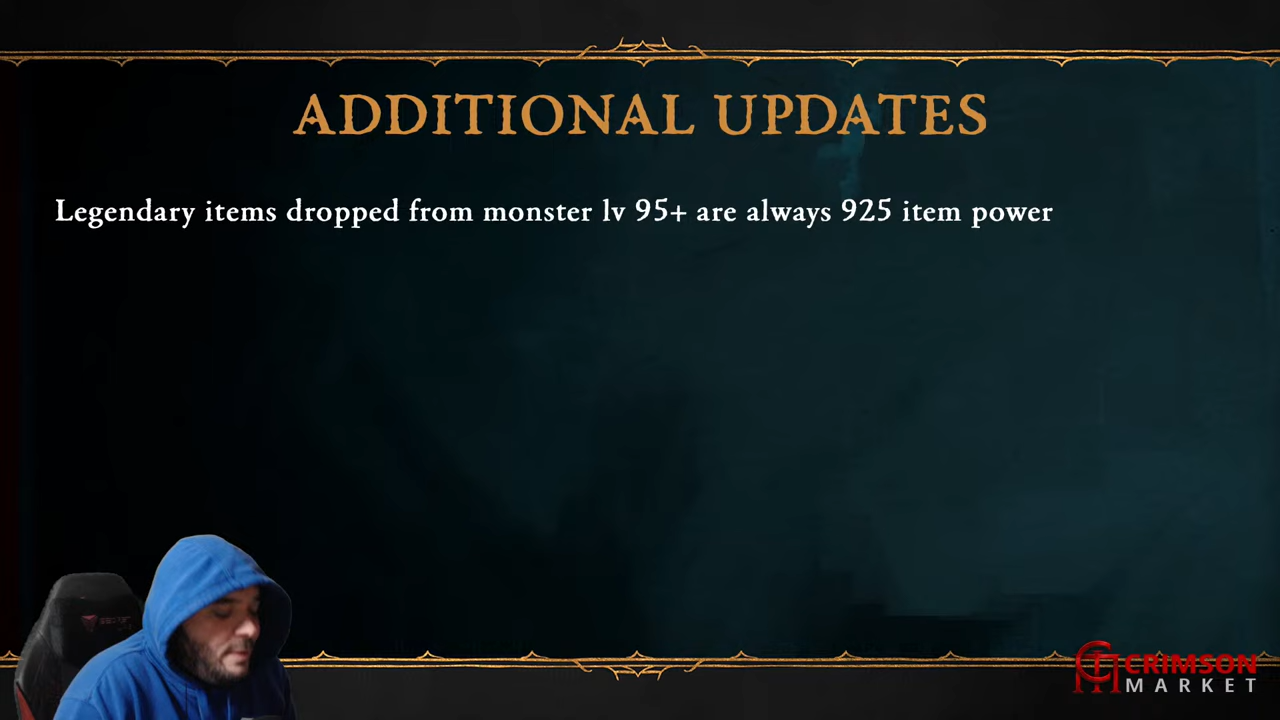 ADDITIONAL UPDATES
Legendary items dropped from monster lv 95+ are always 925 item power
CRIMSON
MARKET